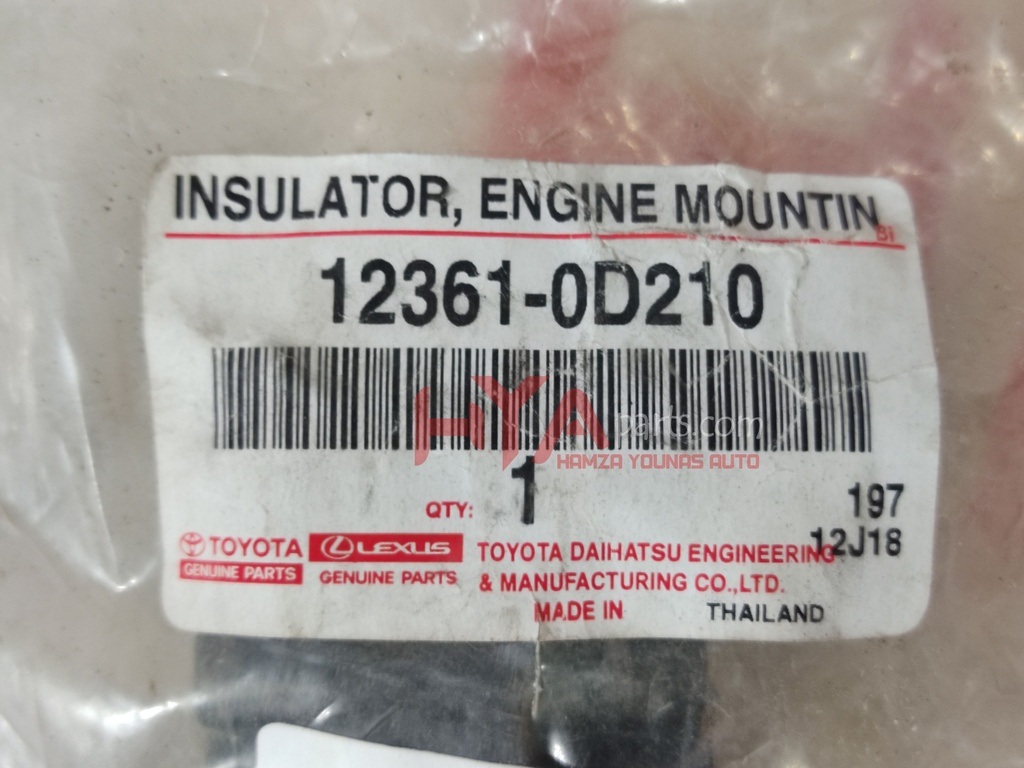 INSULATOR, ENGINE MOUNTIN
BI
12361-0D210
HYA parts.com
HAMZA YOUNAS AUTO
QTY: 1
197
12J18
TOYOTA
GENUINE PARTS
LEXUS
GENUINE PARTS
TOYOTA DAIHATSU ENGINEERING
& MANUFACTURING CO.,LTD.
MADE IN THAILAND